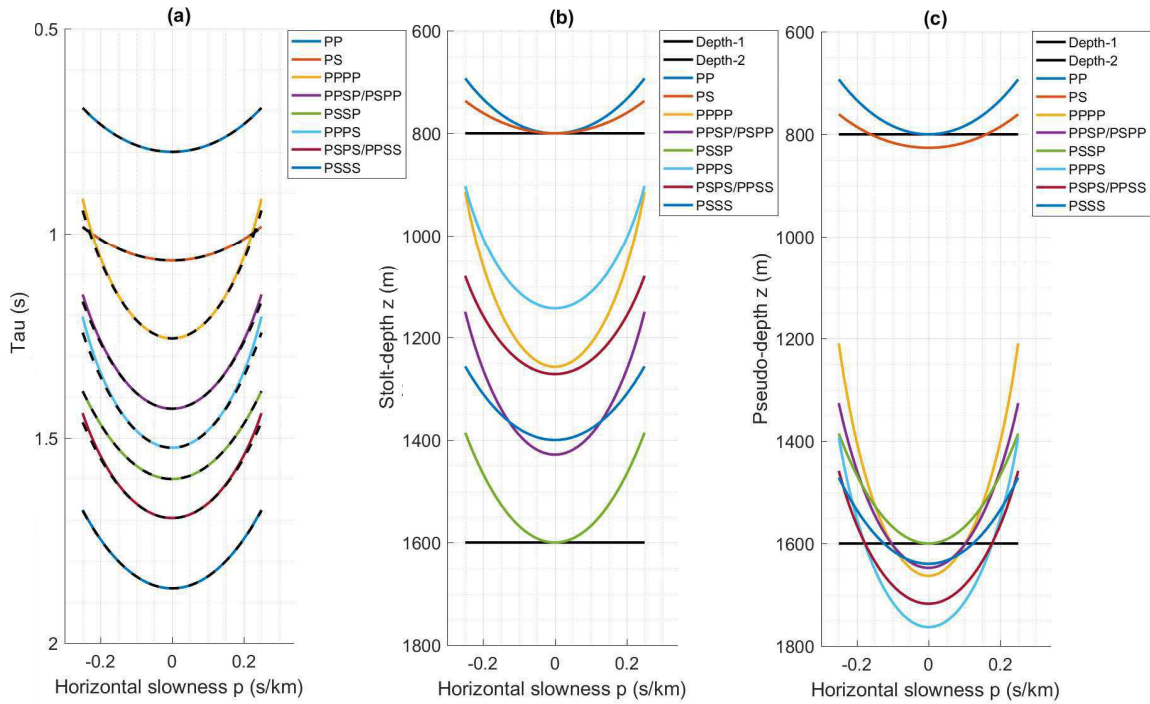 (a)
0.5
1
1.5
2
Tau (s)
-0.2
0
0.2
Horizontal slowness p (s/km)
PP
PS
PPPP
PPSP/PSPP
PSSP
PPPS
PSPS/PPSS
PSSS
(b)
600
800
1000
1200
1400
1600
1800
Stolt-depth z (m)
-0.2
0
0.2
Horizontal slowness p (s/km)
Depth-1
Depth-2
PP
PS
PPPP
PPSP/PSPP
PSSP
PPPS
PSPS/PPSS
PSSS
(c)
600
800
1000
1200
1400
1600
1800
Pseudo-depth z (m)
-0.2
0
0.2
Horizontal slowness p (s/km)
Depth-1
Depth-2
PP
PS
PPPP
PPSP/PSPP
PSSP
PPPS
PSPS/PPSS
PSSS